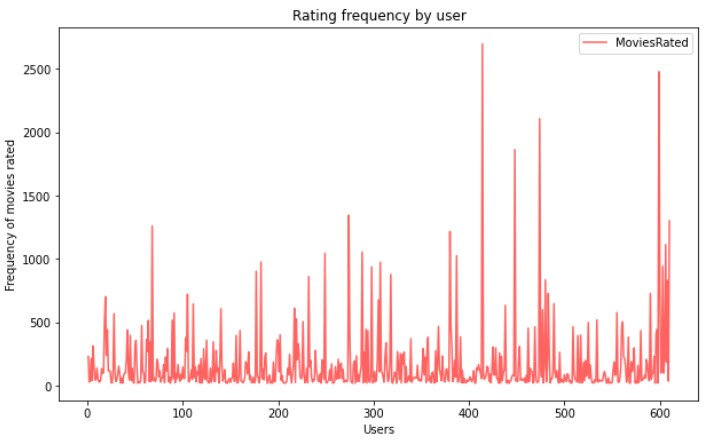 Rating frequency by user
MoviesRated
Frequency of movies rated
2500
2000
1500
1000
500
0
0 100 200 300 400 500 600
Users